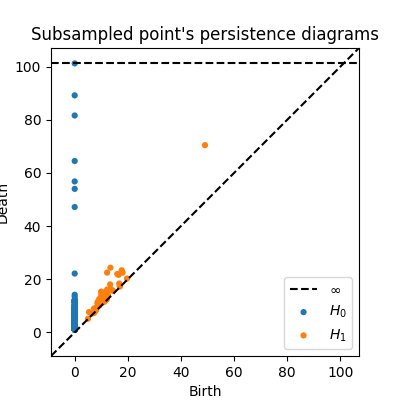 Subsampled point's persistence diagrams
100
80
60
40
20
0
Death
0 20 40 60 80 100
Birth
∞
H₀
H₁